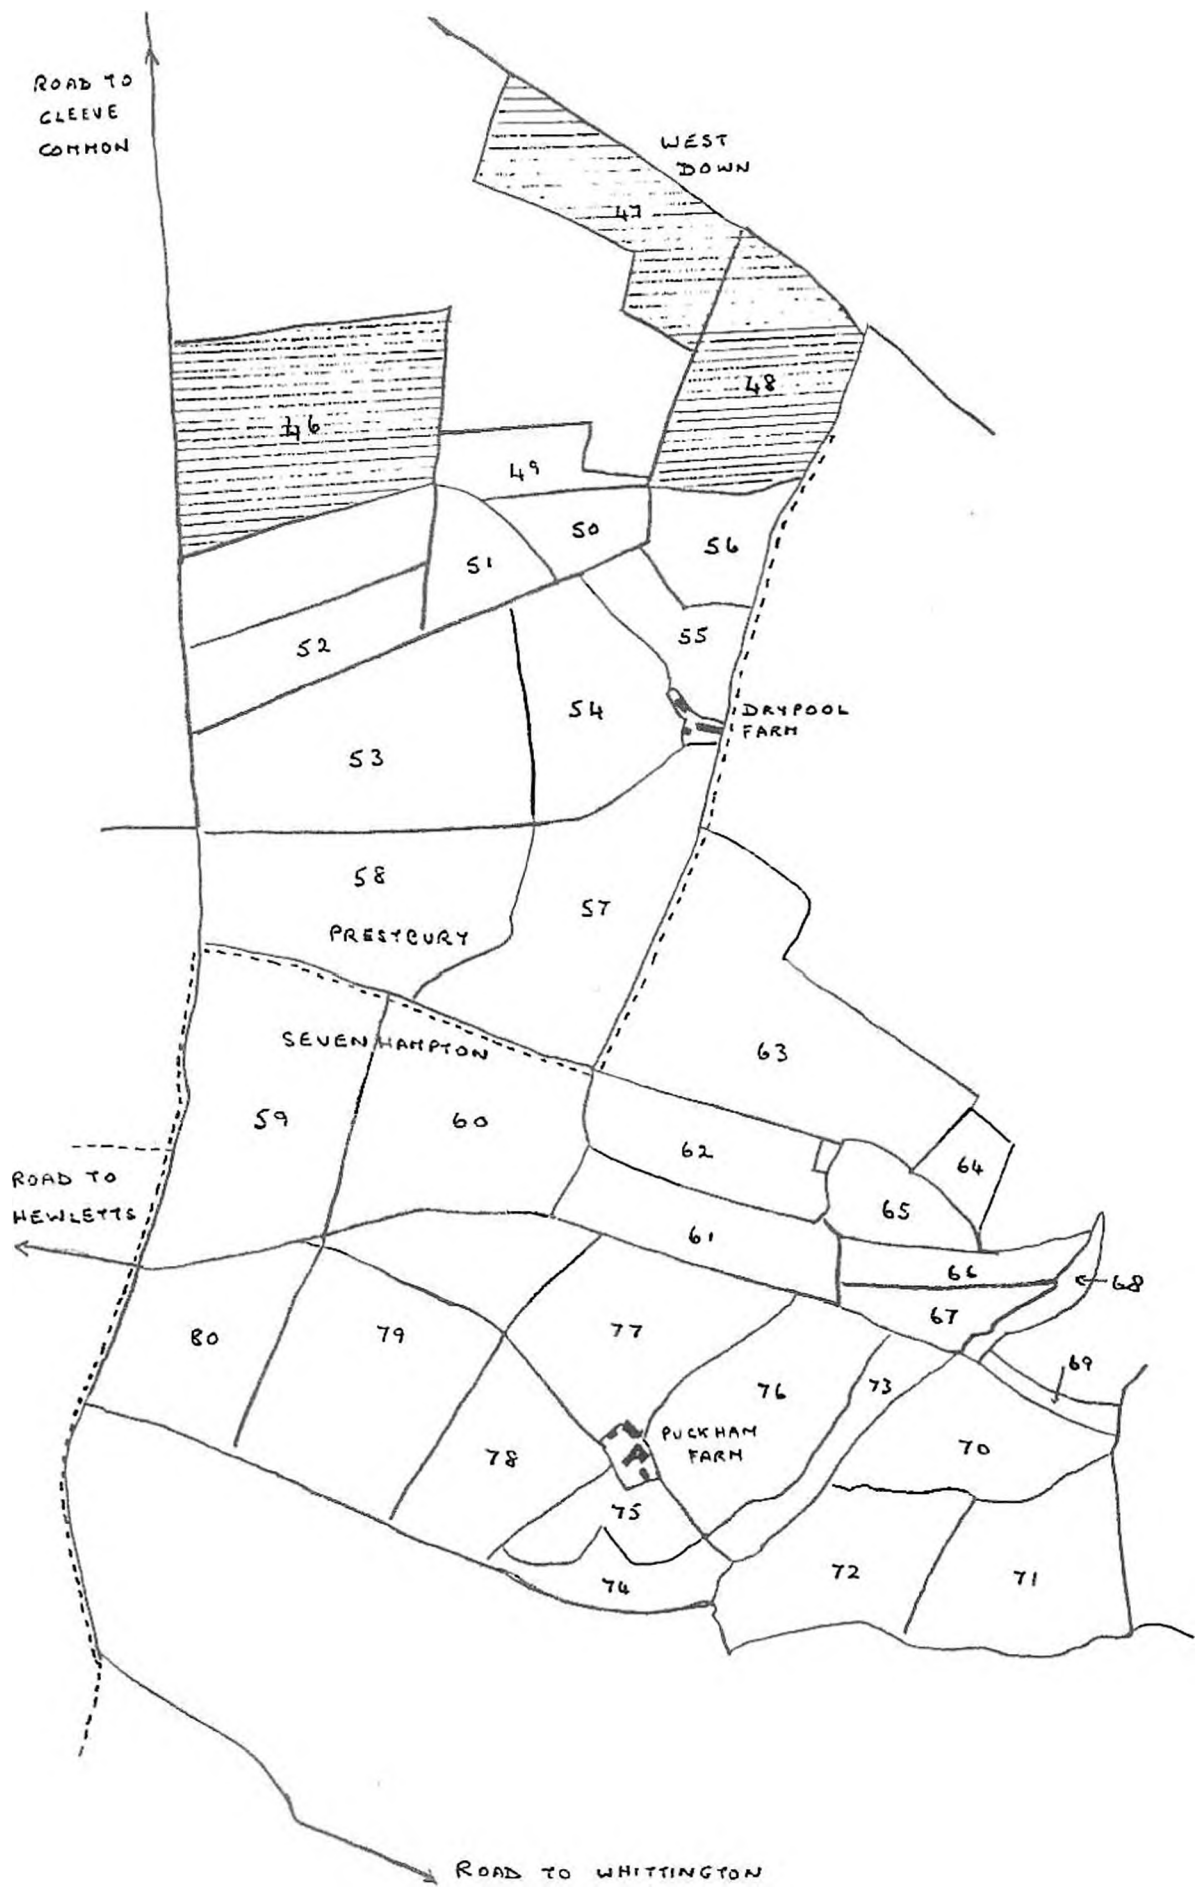 ROAD TO
CLEEVE
COMMON
WEST
DOWN
47
48
46
49
50
56
51
55
52
54
DRYPOOL
FARM
53
58
57
PRESTBURY
SEVENHAMPTON
63
59
60
62
64
ROAD TO
HEWLETTS
65
61
66
←68
67
80
79
77
69
76
73
PUCKHAM
FARM
78
70
75
74
72
71
ROAD TO WHITTINGTON